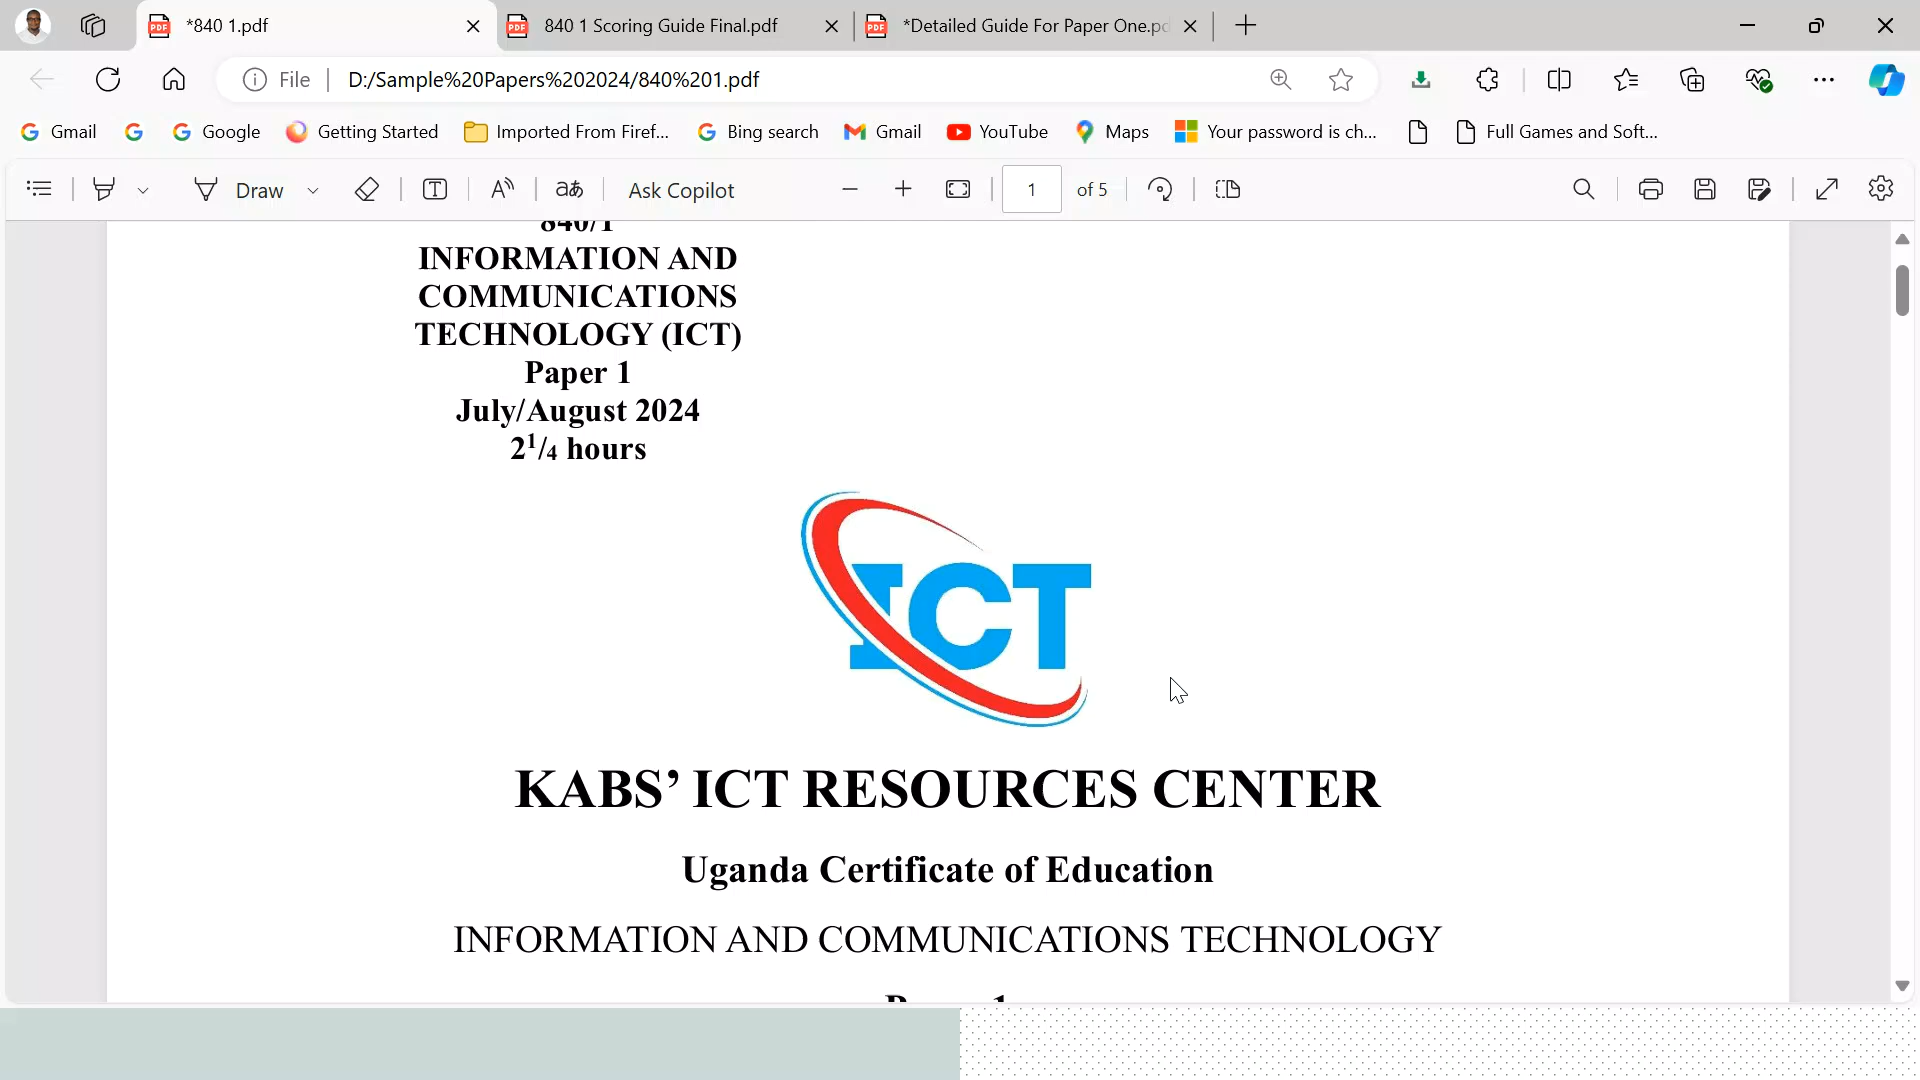 *840 1.pdf
840 1 Scoring Guide Final.pdf
*Detailed Guide For Paper One.pd
File
D:/Sample%20Papers%202024/840%201.pdf
Gmail
Google
Getting Started
Imported From Firef...
Bing search
Gmail
YouTube
Maps
Your password is ch...
Full Games and Soft...
Draw
Ask Copilot
1
of 5
840/1
INFORMATION AND
COMMUNICATIONS
TECHNOLOGY (ICT)
Paper 1
July/August 2024
2¹/₄ hours
ICT
KABS’ ICT RESOURCES CENTER
Uganda Certificate of Education
INFORMATION AND COMMUNICATIONS TECHNOLOGY